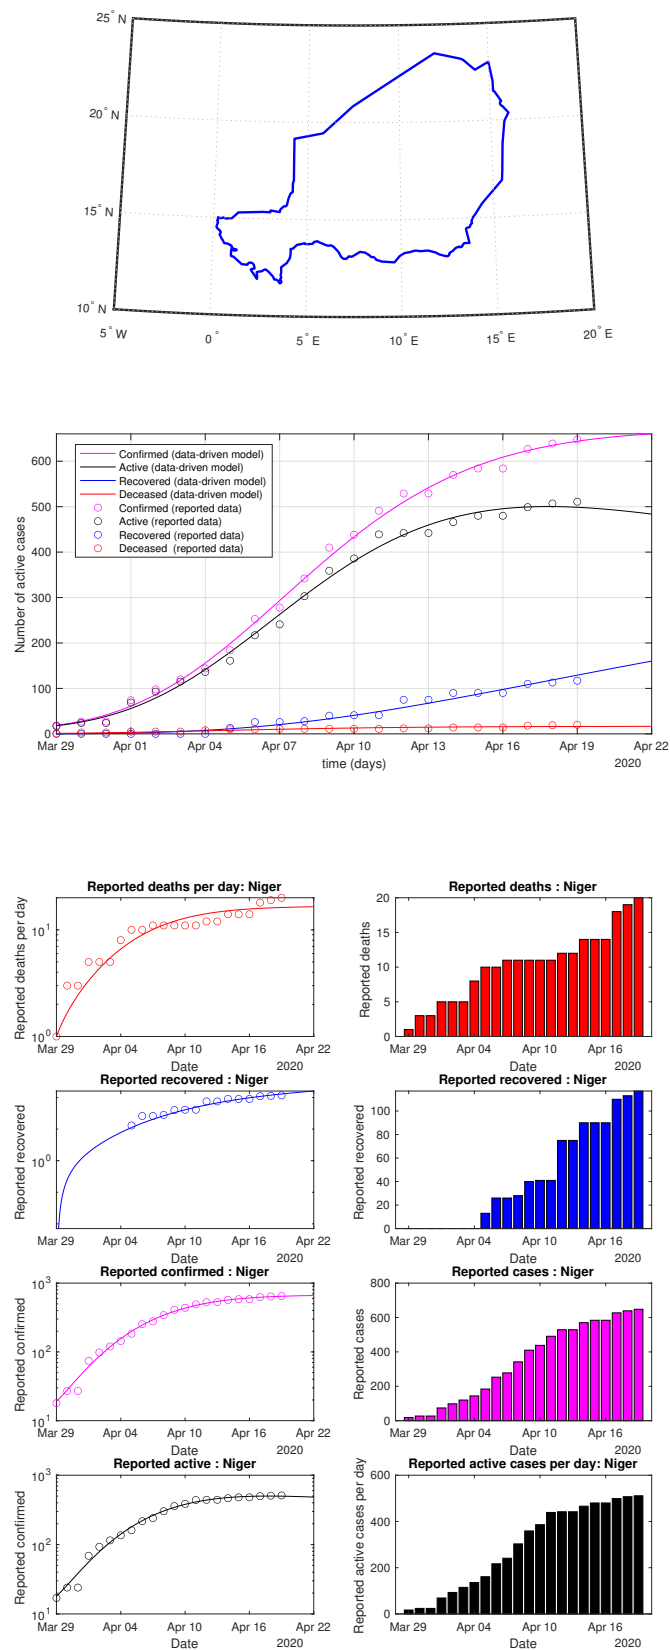 25° N
20° N
15° N
10° N
5° W
0°
5° E
10° E
15° E
20° E
Number of active cases
600
500
400
300
200
100
0
Confirmed (data-driven model)
Active (data-driven model)
Recovered (data-driven model)
Deceased (data-driven model)
Confirmed (reported data)
Active (reported data)
Recovered (reported data)
Deceased (reported data)
Mar 29 Apr 01 Apr 04 Apr 07 Apr 10 Apr 13 Apr 16 Apr 19 Apr 22
time (days) 2020
Reported deaths per day: Niger
Reported deaths per day
10^1
10^0
Mar 29 Apr 04 Apr 10 Apr 16 Apr 22
Date 2020
Reported deaths : Niger
Reported deaths
20
15
10
5
0
Mar 29 Apr 04 Apr 10 Apr 16
Date 2020
Reported recovered : Niger
Reported recovered
10^0
Mar 29 Apr 04 Apr 10 Apr 16 Apr 22
Date 2020
Reported recovered : Niger
Reported recovered
100
80
60
40
20
0
Mar 29 Apr 04 Apr 10 Apr 16
Date 2020
Reported confirmed : Niger
Reported confirmed
10^3
10^2
10^1
Mar 29 Apr 04 Apr 10 Apr 16 Apr 22
Date 2020
Reported cases : Niger
Reported cases
800
600
400
200
0
Mar 29 Apr 04 Apr 10 Apr 16
Date 2020
Reported active : Niger
Reported confirmed
10^3
10^2
10^1
Mar 29 Apr 04 Apr 10 Apr 16 Apr 22
Date 2020
Reported active cases per day: Niger
Reported active cases per day
600
400
200
0
Mar 29 Apr 04 Apr 10 Apr 16
Date 2020